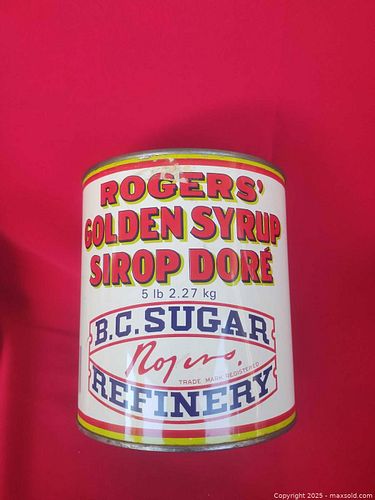 ROGERS'
GOLDEN SYRUP
SIROP DORÉ
5 lb 2.27 kg
B.C. SUGAR
Rogers.
TRADE MARK REGISTERED
REFINERY
Copyright 2025 - maxsold.com